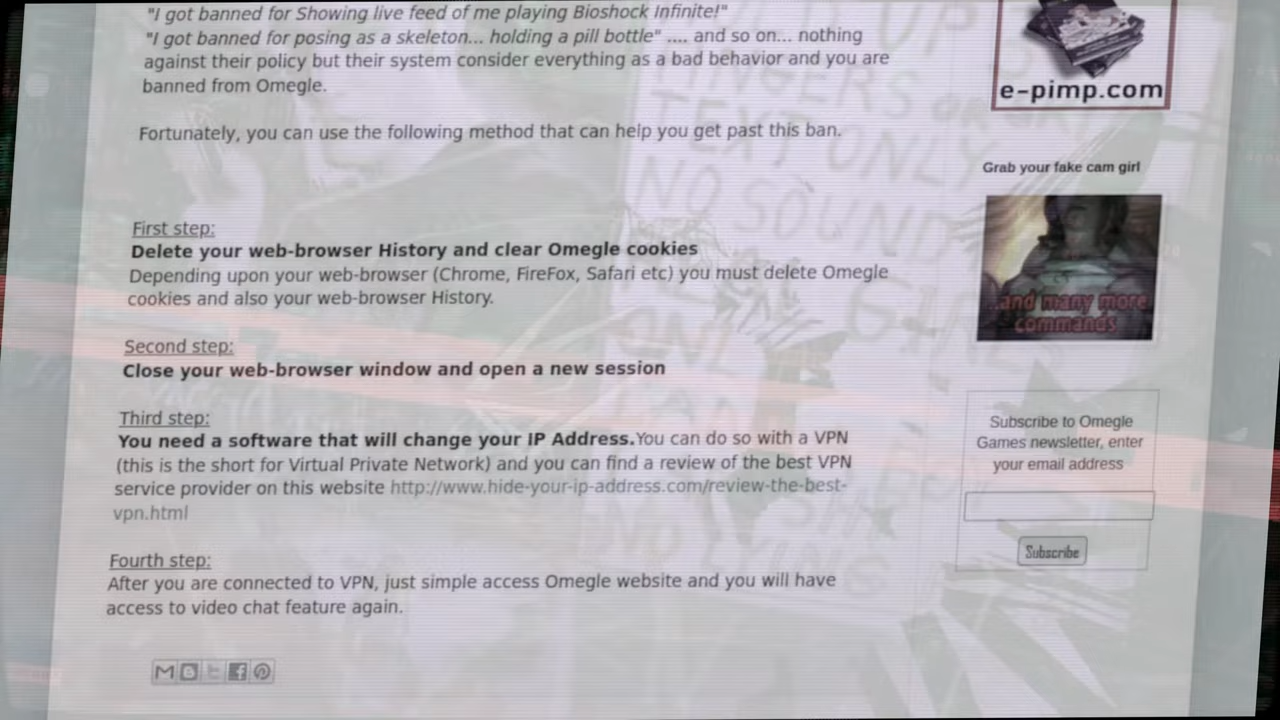 "I got banned for Showing live feed of me playing Bioshock Infinite!"
"I got banned for posing as a skeleton... holding a pill bottle" .... and so on... nothing
against their policy but their system consider everything as a bad behavior and you are
banned from Omegle.
Fortunately, you can use the following method that can help you get past this ban.
First step:
Delete your web-browser History and clear Omegle cookies
Depending upon your web-browser (Chrome, FireFox, Safari etc) you must delete Omegle
cookies and also your web-browser History.
Second step:
Close your web-browser window and open a new session
Third step:
You need a software that will change your IP Address.You can do so with a VPN
(this is the short for Virtual Private Network) and you can find a review of the best VPN
service provider on this website http://www.hide-your-ip-address.com/review-the-best-
vpn.html
Fourth step:
After you are connected to VPN, just simple access Omegle website and you will have
access to video chat feature again.
e-pimp.com
Grab your fake cam girl
...and many more
commands
Subscribe to Omegle
Games newsletter, enter
your email address
Subscribe
UP
FINGERS OR
TEXT ONLY
NO SOUND